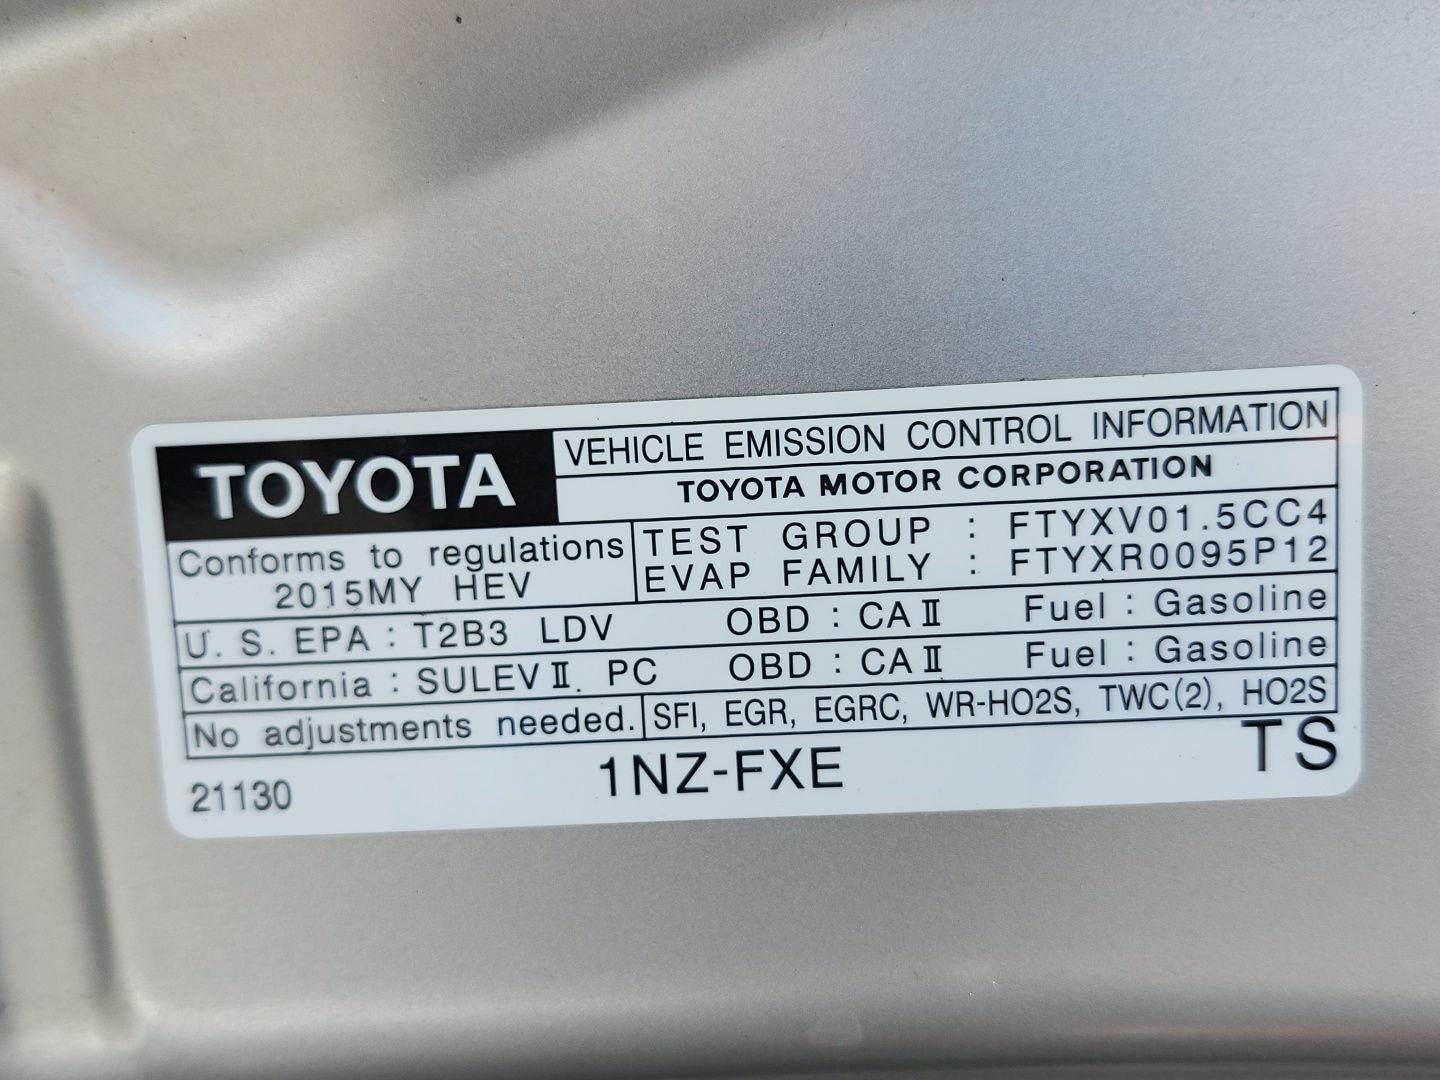 TOYOTA
VEHICLE EMISSION CONTROL INFORMATION
TOYOTA MOTOR CORPORATION
Conforms to regulations
2015MY HEV
TEST GROUP : FTYXV01.5CC4
EVAP FAMILY : FTYXR0095P12
U. S. EPA : T2B3 LDV OBD : CAⅡ Fuel : Gasoline
California : SULEVⅡ. PC OBD : CAⅡ Fuel : Gasoline
No adjustments needed. SFI, EGR, EGRC, WR-HO2S, TWC(2), HO2S
21130 1NZ-FXE TS